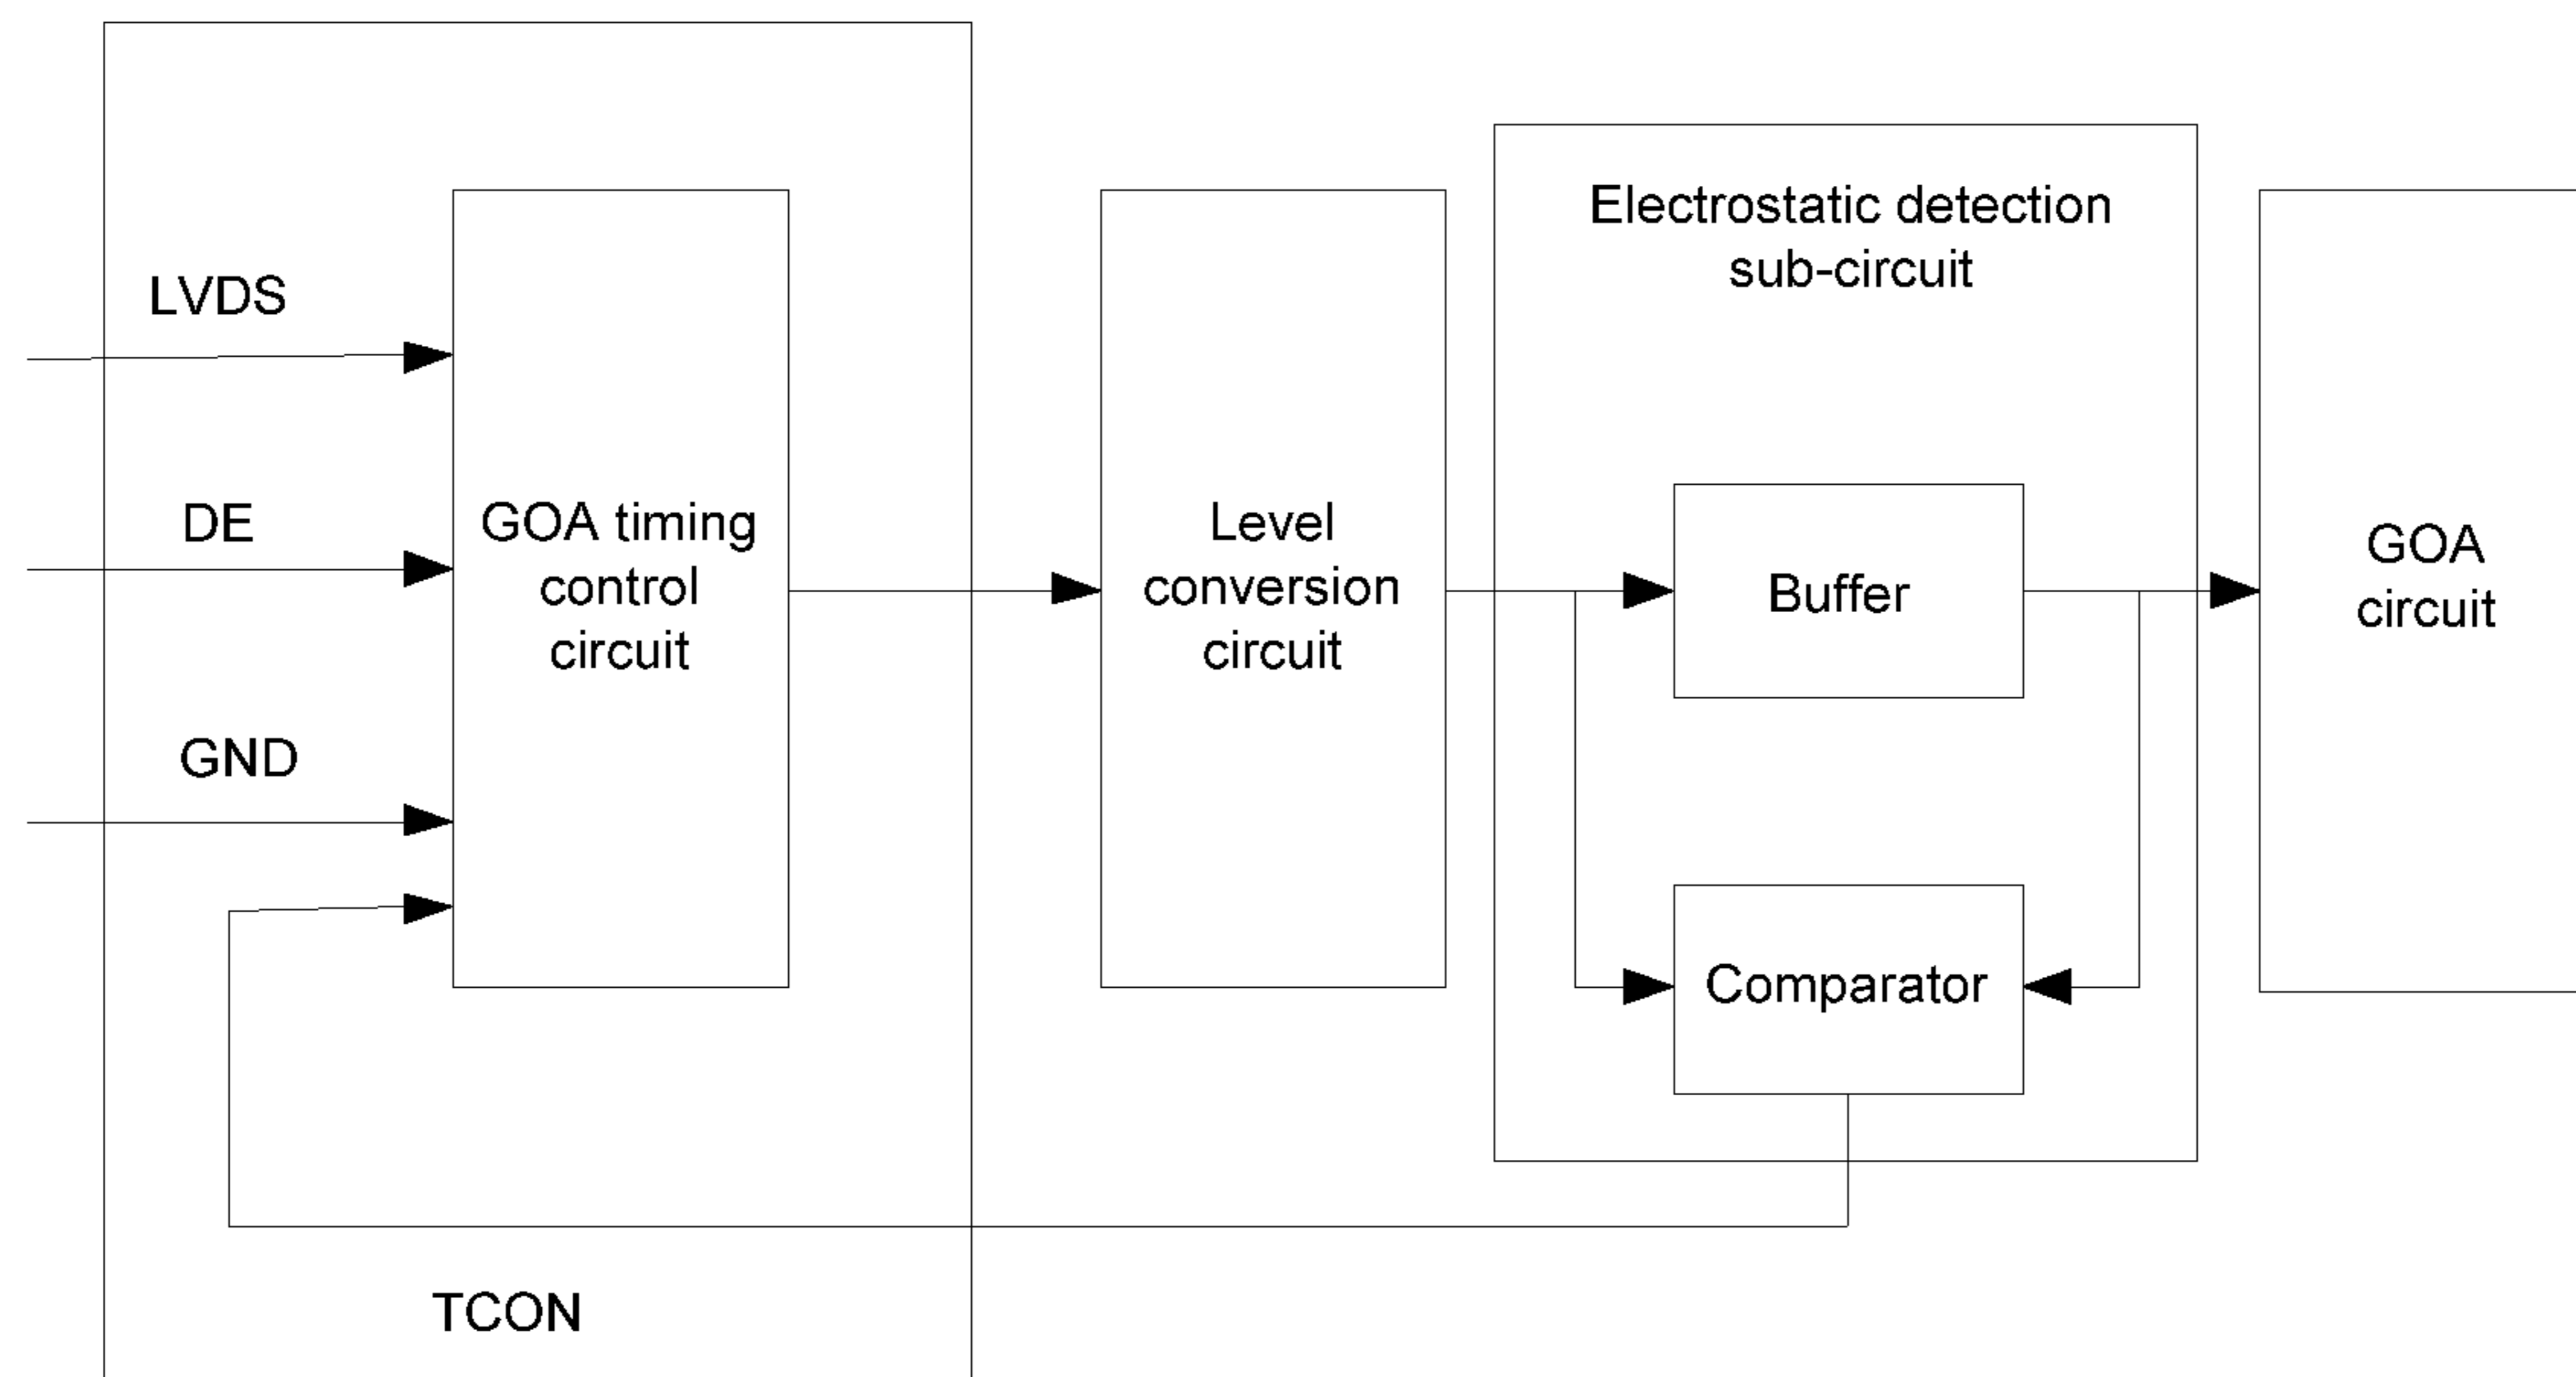 LVDS
DE
GND
GOA timing
control
circuit
Level
conversion
circuit
Electrostatic detection
sub-circuit
Buffer
Comparator
GOA
circuit
TCON